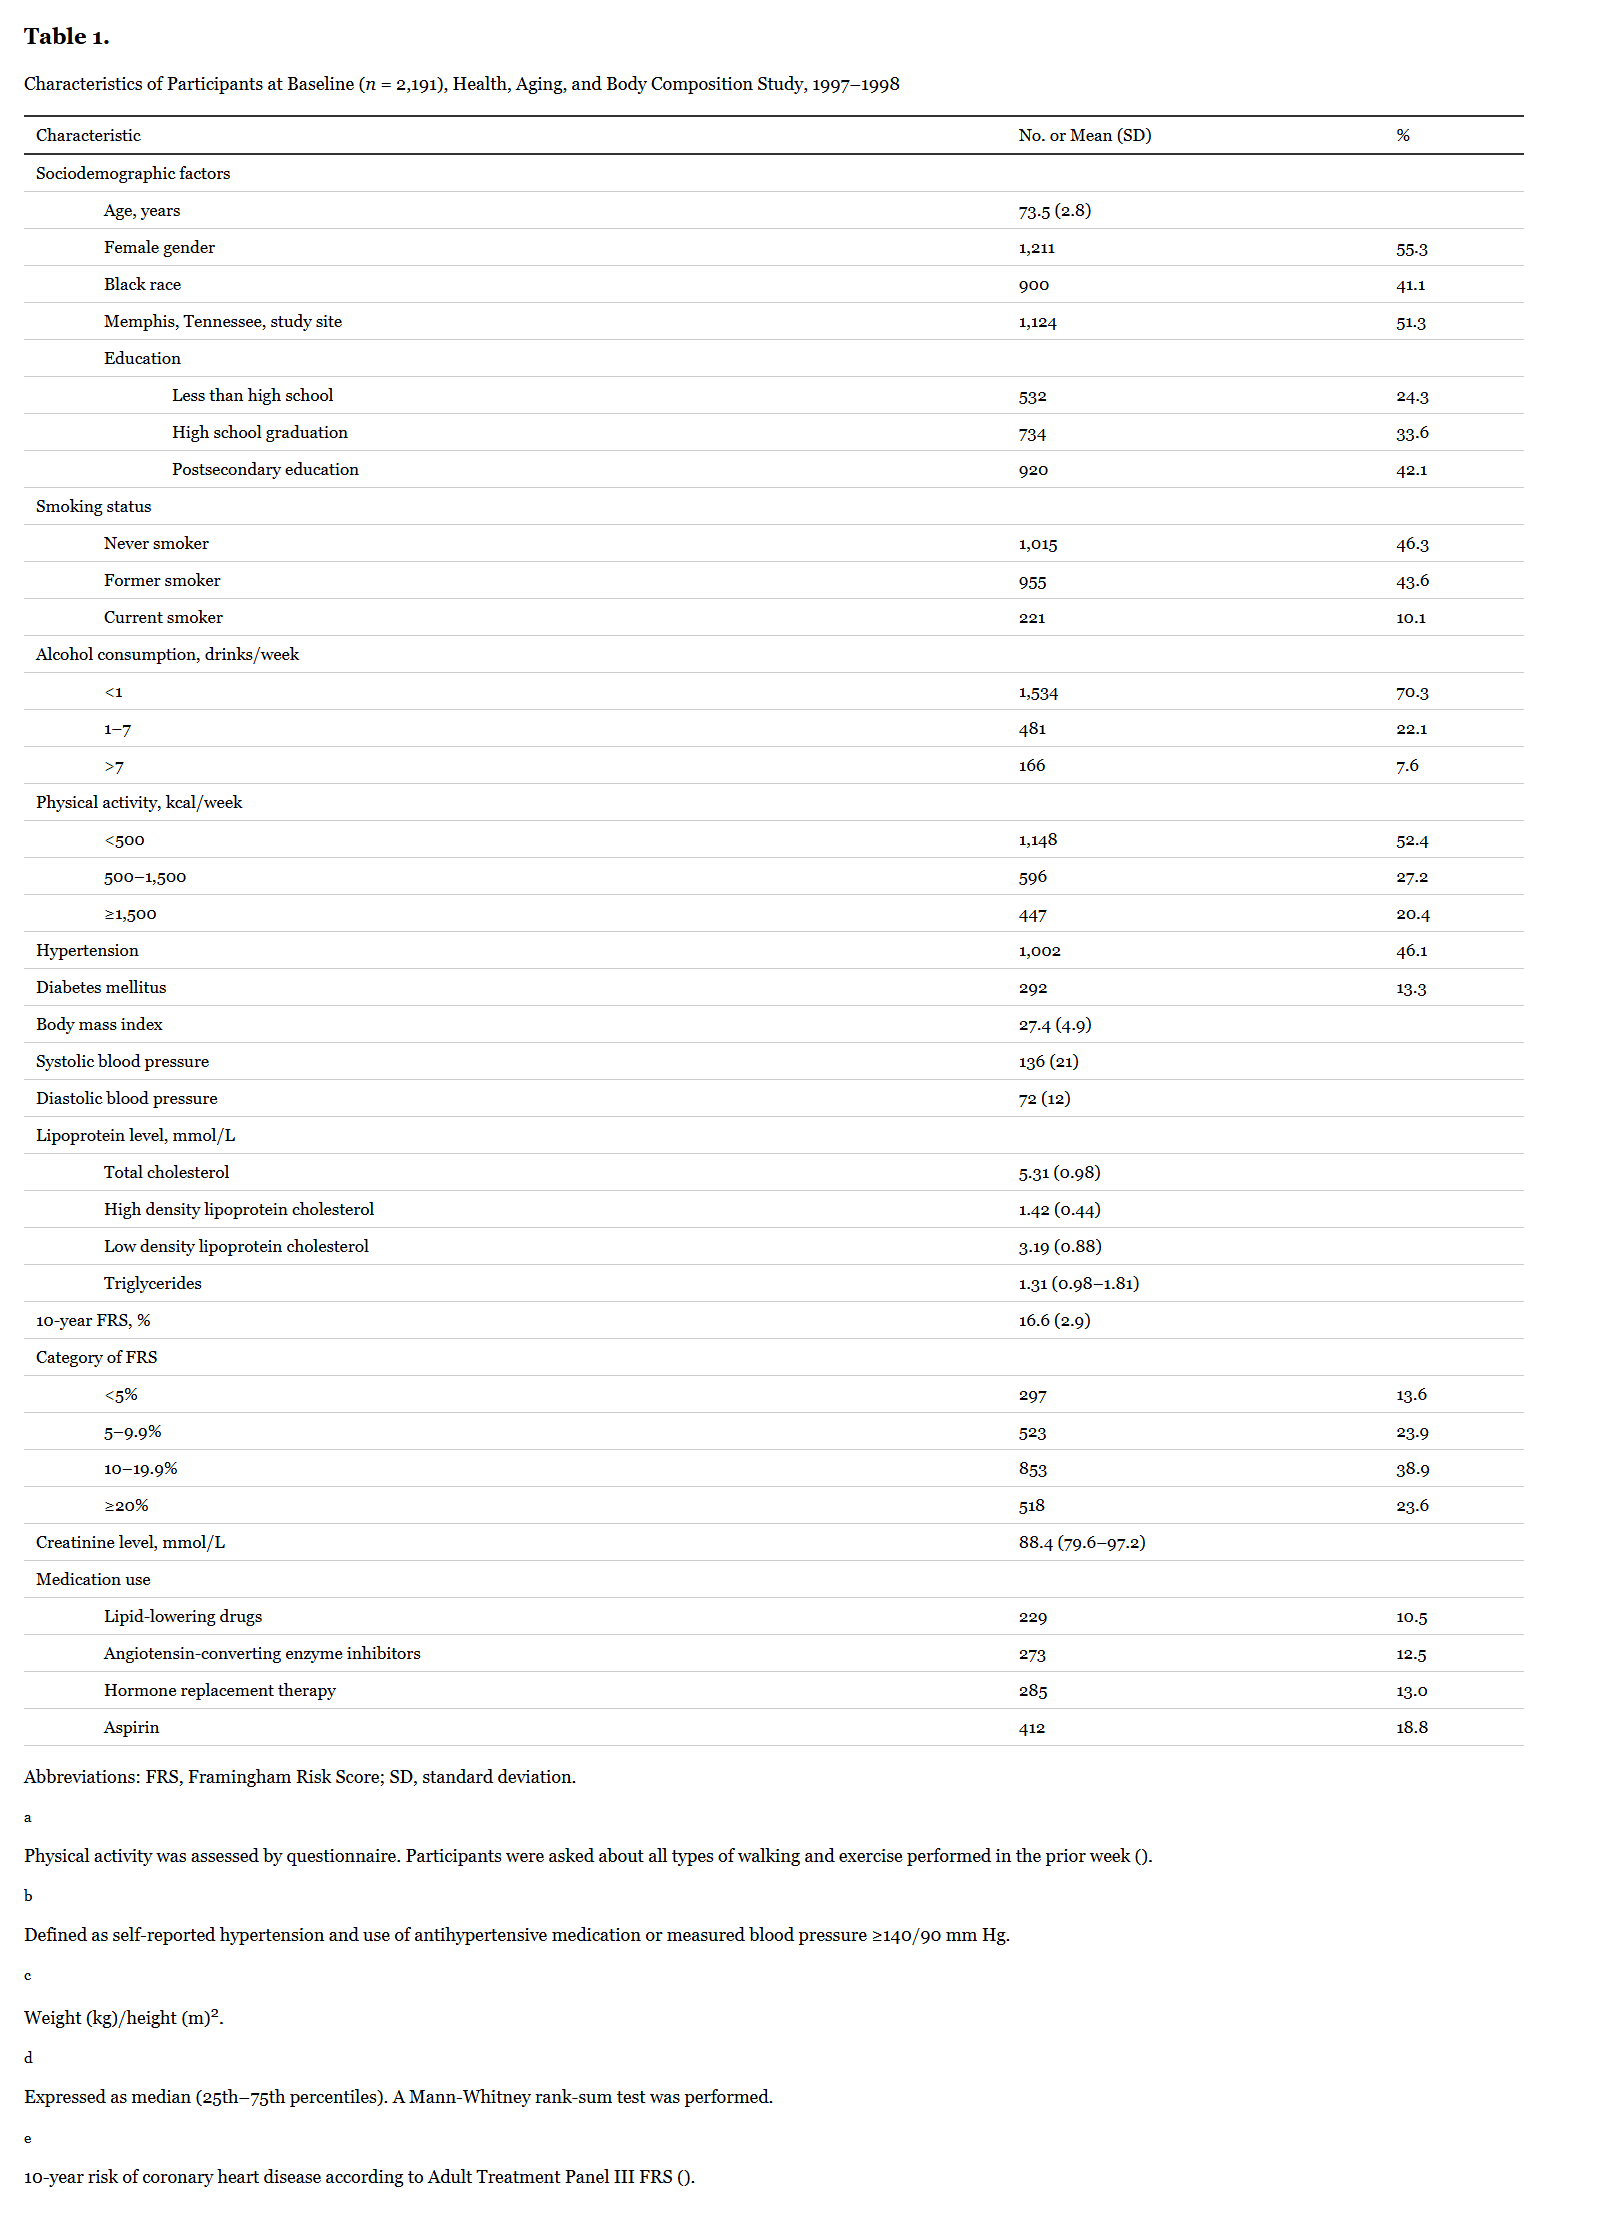 Table 1.
Characteristics of Participants at Baseline (n = 2,191), Health, Aging, and Body Composition Study, 1997–1998
Characteristic No. or Mean (SD) %
Sociodemographic factors
Age, years 73.5 (2.8)
Female gender 1,211 55.3
Black race 900 41.1
Memphis, Tennessee, study site 1,124 51.3
Education
Less than high school 532 24.3
High school graduation 734 33.6
Postsecondary education 920 42.1
Smoking status
Never smoker 1,015 46.3
Former smoker 955 43.6
Current smoker 221 10.1
Alcohol consumption, drinks/week
<1 1,534 70.3
1–7 481 22.1
>7 166 7.6
Physical activity, kcal/week
<500 1,148 52.4
500–1,500 596 27.2
≥1,500 447 20.4
Hypertension 1,002 46.1
Diabetes mellitus 292 13.3
Body mass index 27.4 (4.9)
Systolic blood pressure 136 (21)
Diastolic blood pressure 72 (12)
Lipoprotein level, mmol/L
Total cholesterol 5.31 (0.98)
High density lipoprotein cholesterol 1.42 (0.44)
Low density lipoprotein cholesterol 3.19 (0.88)
Triglycerides 1.31 (0.98–1.81)
10-year FRS, % 16.6 (2.9)
Category of FRS
<5% 297 13.6
5–9.9% 523 23.9
10–19.9% 853 38.9
≥20% 518 23.6
Creatinine level, mmol/L 88.4 (79.6–97.2)
Medication use
Lipid-lowering drugs 229 10.5
Angiotensin-converting enzyme inhibitors 273 12.5
Hormone replacement therapy 285 13.0
Aspirin 412 18.8
Abbreviations: FRS, Framingham Risk Score; SD, standard deviation.
a
Physical activity was assessed by questionnaire. Participants were asked about all types of walking and exercise performed in the prior week ().
b
Defined as self-reported hypertension and use of antihypertensive medication or measured blood pressure ≥140/90 mm Hg.
c
Weight (kg)/height (m)².
d
Expressed as median (25th–75th percentiles). A Mann-Whitney rank-sum test was performed.
e
10-year risk of coronary heart disease according to Adult Treatment Panel III FRS ().